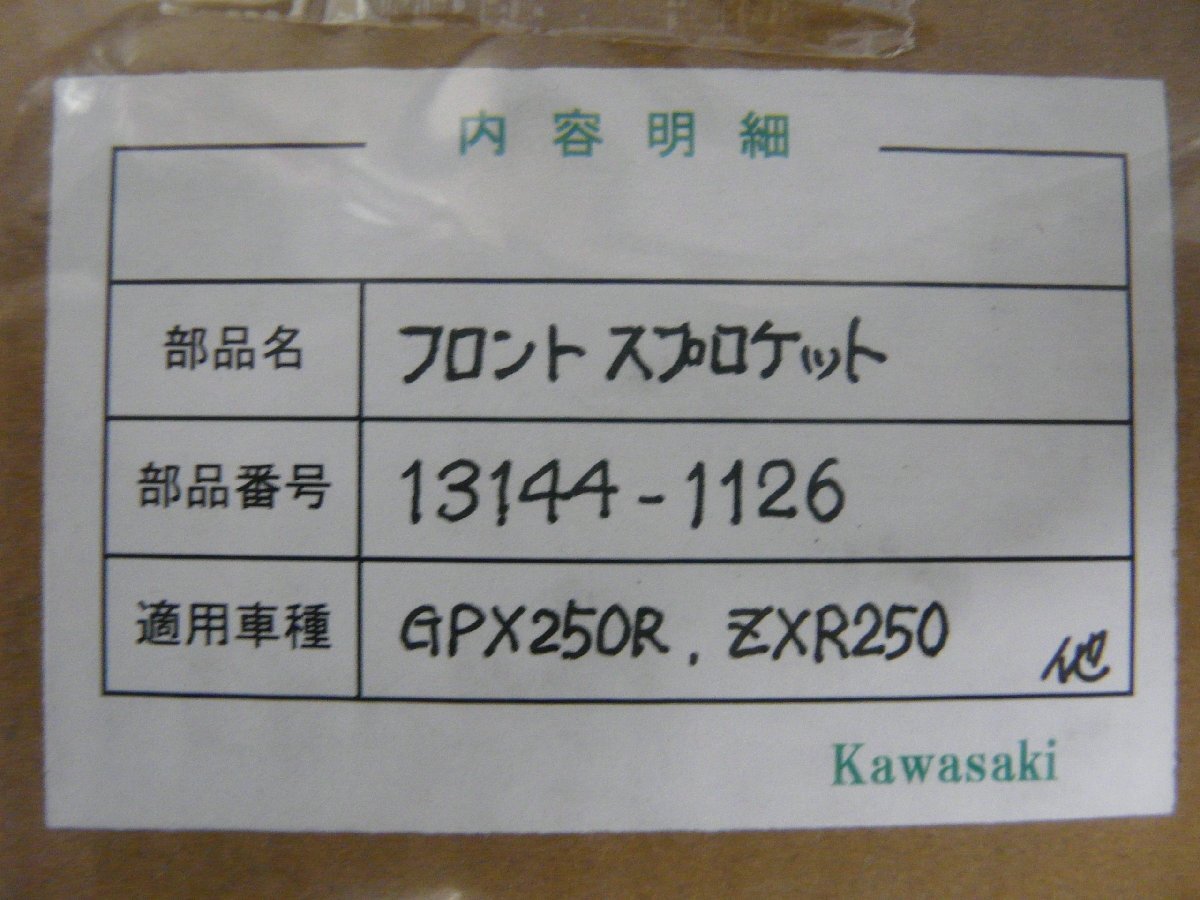 内容明細
部品名 フロント スプロケット
部品番号 13144-1126
適用車種 GPX250R, ZXR250 他
Kawasaki